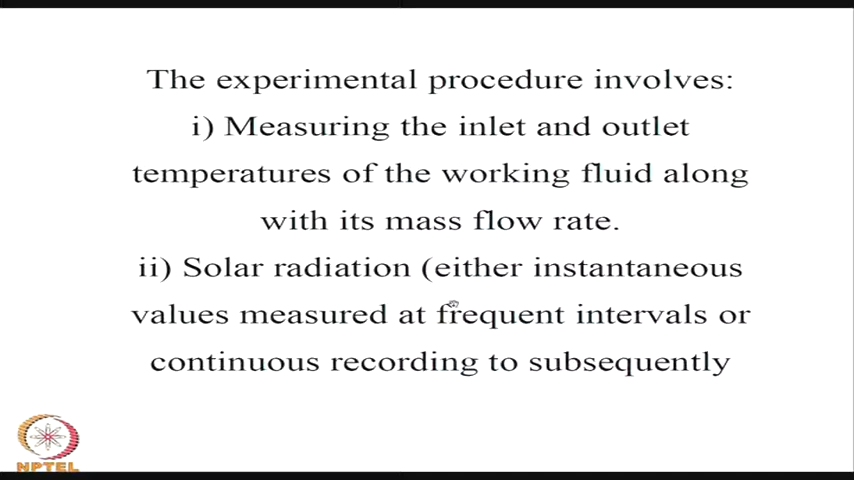 The experimental procedure involves:
i) Measuring the inlet and outlet
temperatures of the working fluid along
with its mass flow rate.
ii) Solar radiation (either instantaneous
values measured at frequent intervals or
continuous recording to subsequently
NPTEL